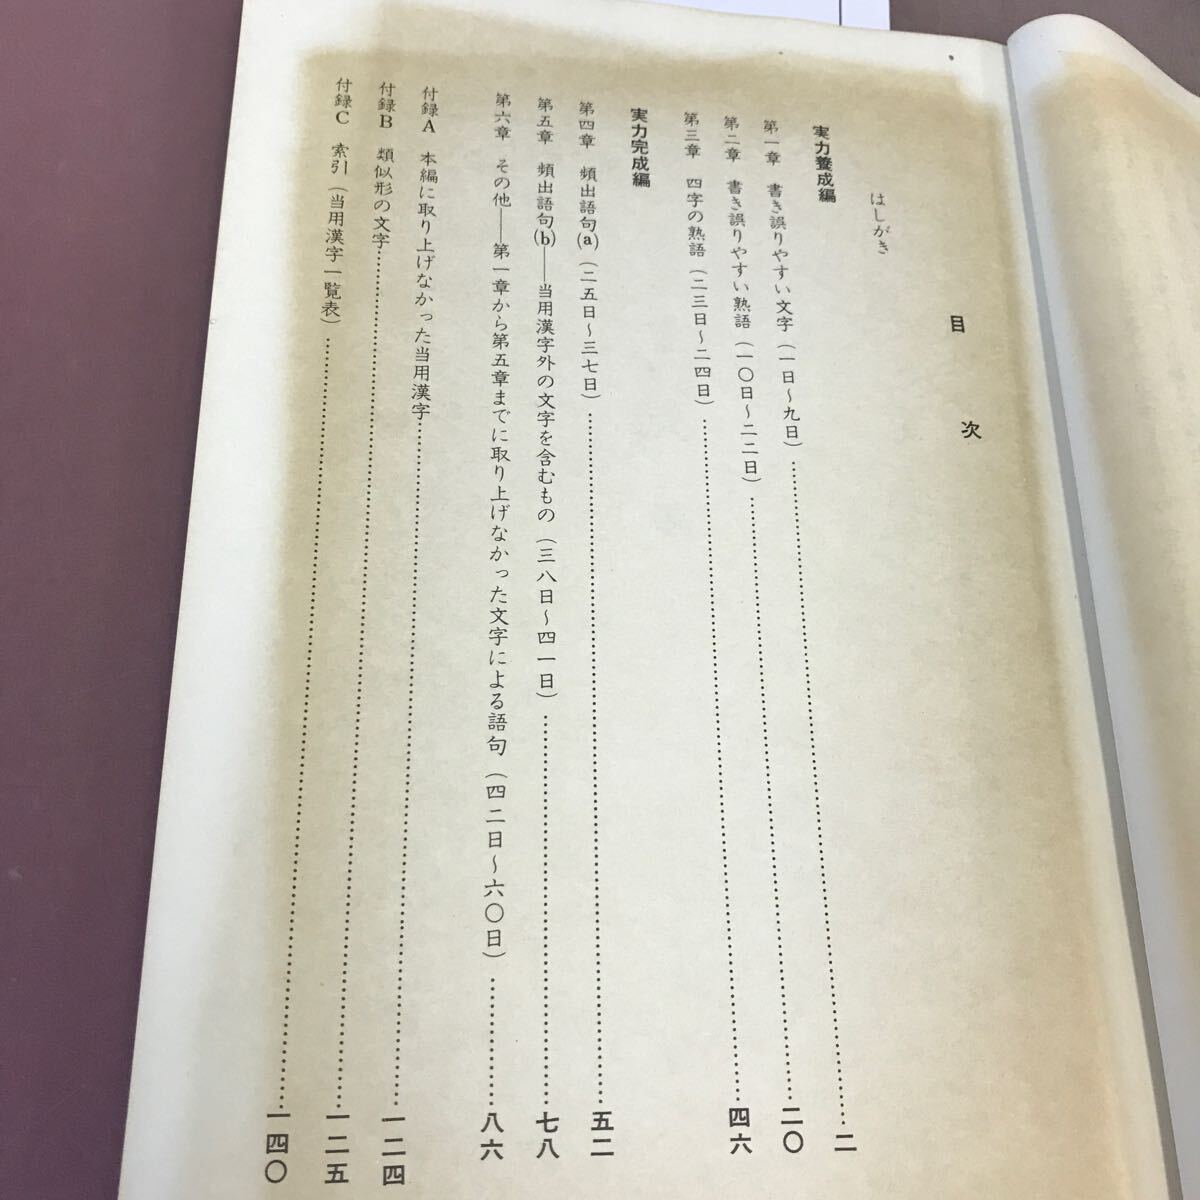 目次
はしがき
実力養成編
第一章 書き誤りやすい文字(一日～九日)……二
第二章 書き誤りやすい熟語(一〇日～二二日)……二〇
第三章 四字の熟語(二三日～二四日)……四六
実力完成編
第四章 頻出語句(a)(二五日～三七日)……五二
第五章 頻出語句(b)――当用漢字外の文字を含むもの(三八日～四一日)……七八
第六章 その他――第一章から第五章までに取り上げなかった文字による語句(四二日～六〇日)……八六
付録A 本編に取り上げなかった当用漢字……一二四
付録B 類似形の文字……一二五
付録C 索引(当用漢字一覧表)……一四〇